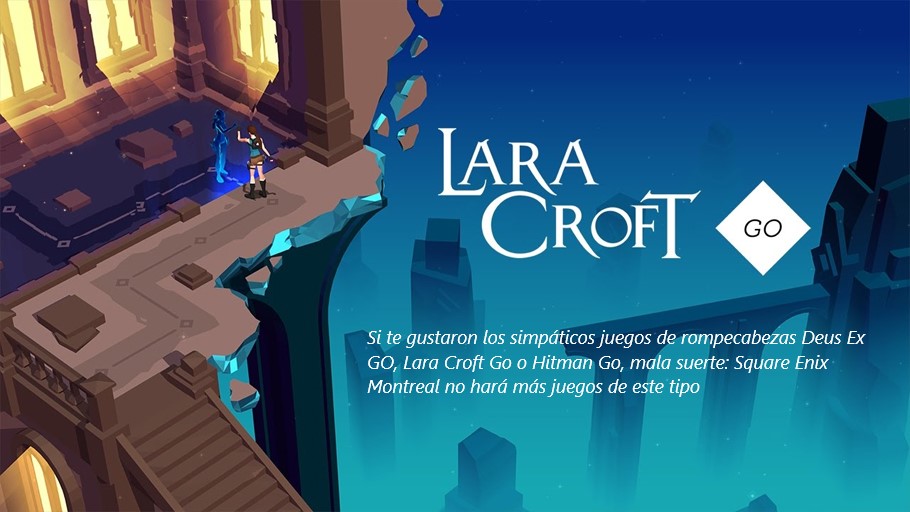 LARA
CROFT
GO
Si te gustaron los simpáticos juegos de rompecabezas Deus Ex
GO, Lara Croft Go o Hitman Go, mala suerte: Square Enix
Montreal no hará más juegos de este tipo